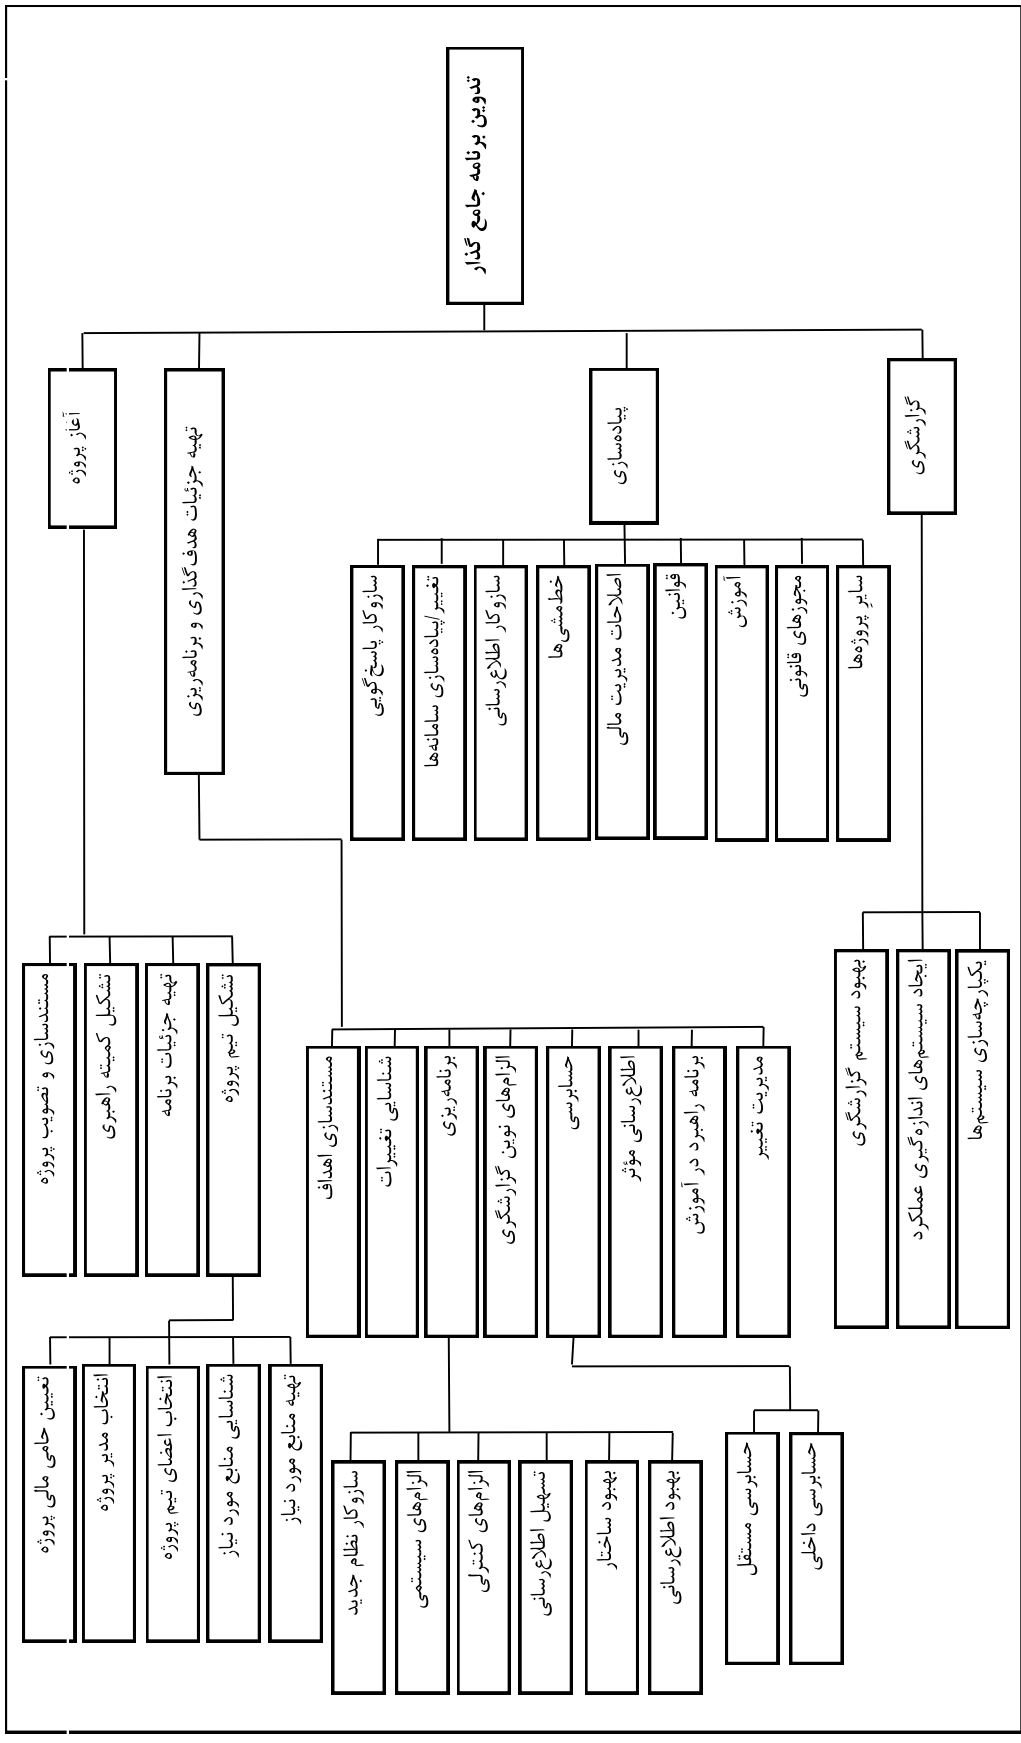 تدوین برنامه جامع گذار
آغاز پروژه
تهیه جزئیات هدف‌گذاری و برنامه‌ریزی
پیاده‌سازی
گزارشگری
سازوکار پاسخ‌گویی
تغییر/پیاده‌سازی سامانه‌ها
سازوکار اطلاع‌رسانی
خط‌مشی‌ها
اصلاحات مدیریت مالی
قوانین
آموزش
مجوزهای قانونی
سایر پروژه‌ها
مستندسازی و تصویب پروژه
تشکیل کمیته راهبری
تهیه جزئیات برنامه
تشکیل تیم پروژه
مستندسازی اهداف
شناسایی تغییرات
برنامه‌ریزی
الزام‌های نوین گزارشگری
حسابرسی
اطلاع‌رسانی مؤثر
برنامه راهبرد در آموزش
مدیریت تغییر
بهبود سیستم گزارشگری
ایجاد سیستم‌های اندازه‌گیری عملکرد
یکپارچه‌سازی سیستم‌ها
تعیین حامی مالی پروژه
انتخاب مدیر پروژه
انتخاب اعضای تیم پروژه
شناسایی منابع مورد نیاز
تهیه منابع مورد نیاز
سازوکار نظام جدید
الزام‌های سیستمی
الزام‌های کنترلی
تسهیل اطلاع‌رسانی
بهبود ساختار
بهبود اطلاع‌رسانی
حسابرسی مستقل
حسابرسی داخلی